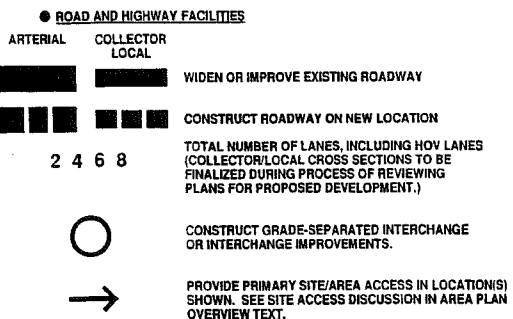 ● ROAD AND HIGHWAY FACILITIES
ARTERIAL COLLECTOR
LOCAL
WIDEN OR IMPROVE EXISTING ROADWAY
CONSTRUCT ROADWAY ON NEW LOCATION
2 4 6 8
TOTAL NUMBER OF LANES, INCLUDING HOV LANES
(COLLECTOR/LOCAL CROSS SECTIONS TO BE
FINALIZED DURING PROCESS OF REVIEWING
PLANS FOR PROPOSED DEVELOPMENT.)
CONSTRUCT GRADE-SEPARATED INTERCHANGE
OR INTERCHANGE IMPROVEMENTS.
PROVIDE PRIMARY SITE/AREA ACCESS IN LOCATION(S)
SHOWN. SEE SITE ACCESS DISCUSSION IN AREA PLAN
OVERVIEW TEXT.